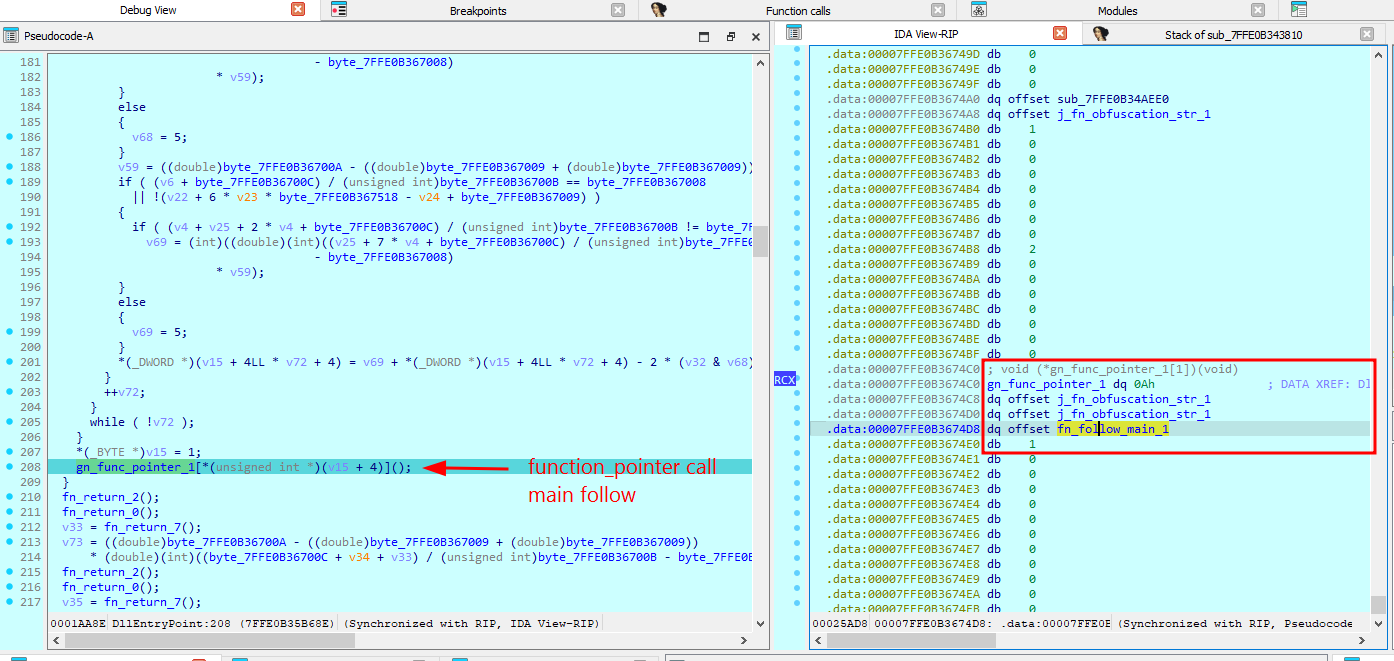 Debug View
Breakpoints
Function calls
Modules
Pseudocode-A
181 - byte_7FFE0B367008)
182 * v59);
183 }
184 else
185 {
186 v68 = 5;
187 }
188 v59 = ((double)byte_7FFE0B36700A - ((double)byte_7FFE0B367009 + (double)byte_7FFE0B367009))
189 if ( (v6 + byte_7FFE0B36700C) / (unsigned int)byte_7FFE0B36700B == byte_7FFE0B367008
190 || !(v22 + 6 * v23 * byte_7FFE0B367518 - v24 + byte_7FFE0B367009) )
191 {
192 if ( (v4 + v25 + 2 * v4 + byte_7FFE0B36700C) / (unsigned int)byte_7FFE0B36700B != byte_7F
193 v69 = (int)((double)(int)((v25 + 7 * v4 + byte_7FFE0B36700C) / (unsigned int)byte_7FFE0
194 - byte_7FFE0B367008)
195 * v59);
196 }
197 else
198 {
199 v69 = 5;
200 }
201 *(_DWORD *)(v15 + 4LL * v72 + 4) = v69 + *(_DWORD *)(v15 + 4LL * v72 + 4) - 2 * (v32 & v68)
202 }
203 ++v72;
204 }
205 while ( !v72 );
206 }
207 *(_BYTE *)v15 = 1;
208 gn_func_pointer_1[*(unsigned int *)(v15 + 4)]();
209 }
210 fn_return_2();
211 fn_return_0();
212 v33 = fn_return_7();
213 v73 = ((double)byte_7FFE0B36700A - ((double)byte_7FFE0B367009 + (double)byte_7FFE0B367009))
214 * (double)(int)((byte_7FFE0B36700C + v34 + v33) / (unsigned int)byte_7FFE0B36700B - byte_7FFE0
215 fn_return_2();
216 fn_return_0();
217 v35 = fn_return_7();
function_pointer call
main follow
0001AA8E DllEntryPoint:208 (7FFE0B35B68E) (Synchronized with RIP, IDA View-RIP)
IDA View-RIP
Stack of sub_7FFE0B343810
.data:00007FFE0B36749D db 0
.data:00007FFE0B36749E db 0
.data:00007FFE0B36749F db 0
.data:00007FFE0B3674A0 dq offset sub_7FFE0B34AEE0
.data:00007FFE0B3674A8 dq offset j_fn_obfuscation_str_1
.data:00007FFE0B3674B0 db 1
.data:00007FFE0B3674B1 db 0
.data:00007FFE0B3674B2 db 0
.data:00007FFE0B3674B3 db 0
.data:00007FFE0B3674B4 db 0
.data:00007FFE0B3674B5 db 0
.data:00007FFE0B3674B6 db 0
.data:00007FFE0B3674B7 db 0
.data:00007FFE0B3674B8 db 2
.data:00007FFE0B3674B9 db 0
.data:00007FFE0B3674BA db 0
.data:00007FFE0B3674BB db 0
.data:00007FFE0B3674BC db 0
.data:00007FFE0B3674BD db 0
.data:00007FFE0B3674BE db 0
.data:00007FFE0B3674BF db 0
.data:00007FFE0B3674C0 ; void (*gn_func_pointer_1[1])(void)
.data:00007FFE0B3674C0 gn_func_pointer_1 dq 0Ah ; DATA XREF: Dl
.data:00007FFE0B3674C8 dq offset j_fn_obfuscation_str_1
.data:00007FFE0B3674D0 dq offset j_fn_obfuscation_str_1
.data:00007FFE0B3674D8 dq offset fn_follow_main_1
.data:00007FFE0B3674E0 db 1
.data:00007FFE0B3674E1 db 0
.data:00007FFE0B3674E2 db 0
.data:00007FFE0B3674E3 db 0
.data:00007FFE0B3674E4 db 0
.data:00007FFE0B3674E5 db 0
.data:00007FFE0B3674E6 db 0
.data:00007FFE0B3674E7 db 0
.data:00007FFE0B3674E8 db 0
.data:00007FFE0B3674E9 db 0
.data:00007FFE0B3674EA db 0
.data:00007FFE0B3674EB db 0
RCX
00025AD8 00007FFE0B3674D8: .data:00007FFE0B (Synchronized with RIP, Pseudocode